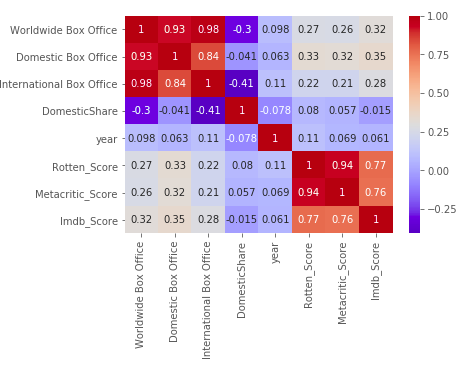 Worldwide Box Office 1 0.93 0.98 -0.3 0.098 0.27 0.26 0.32
Domestic Box Office 0.93 1 0.84 -0.041 0.063 0.33 0.32 0.35
International Box Office 0.98 0.84 1 -0.41 0.11 0.22 0.21 0.28
DomesticShare -0.3 -0.041 -0.41 1 -0.078 0.08 0.057 -0.015
year 0.098 0.063 0.11 -0.078 1 0.11 0.069 0.061
Rotten_Score 0.27 0.33 0.22 0.08 0.11 1 0.94 0.77
Metacritic_Score 0.26 0.32 0.21 0.057 0.069 0.94 1 0.76
Imdb_Score 0.32 0.35 0.28 -0.015 0.061 0.77 0.76 1
Worldwide Box Office
Domestic Box Office
International Box Office
DomesticShare
year
Rotten_Score
Metacritic_Score
Imdb_Score
1.00
0.75
0.50
0.25
0.00
−0.25